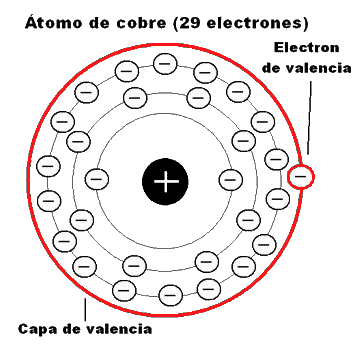 Átomo de cobre (29 electrones)
Electron
de valencia
Capa de valencia